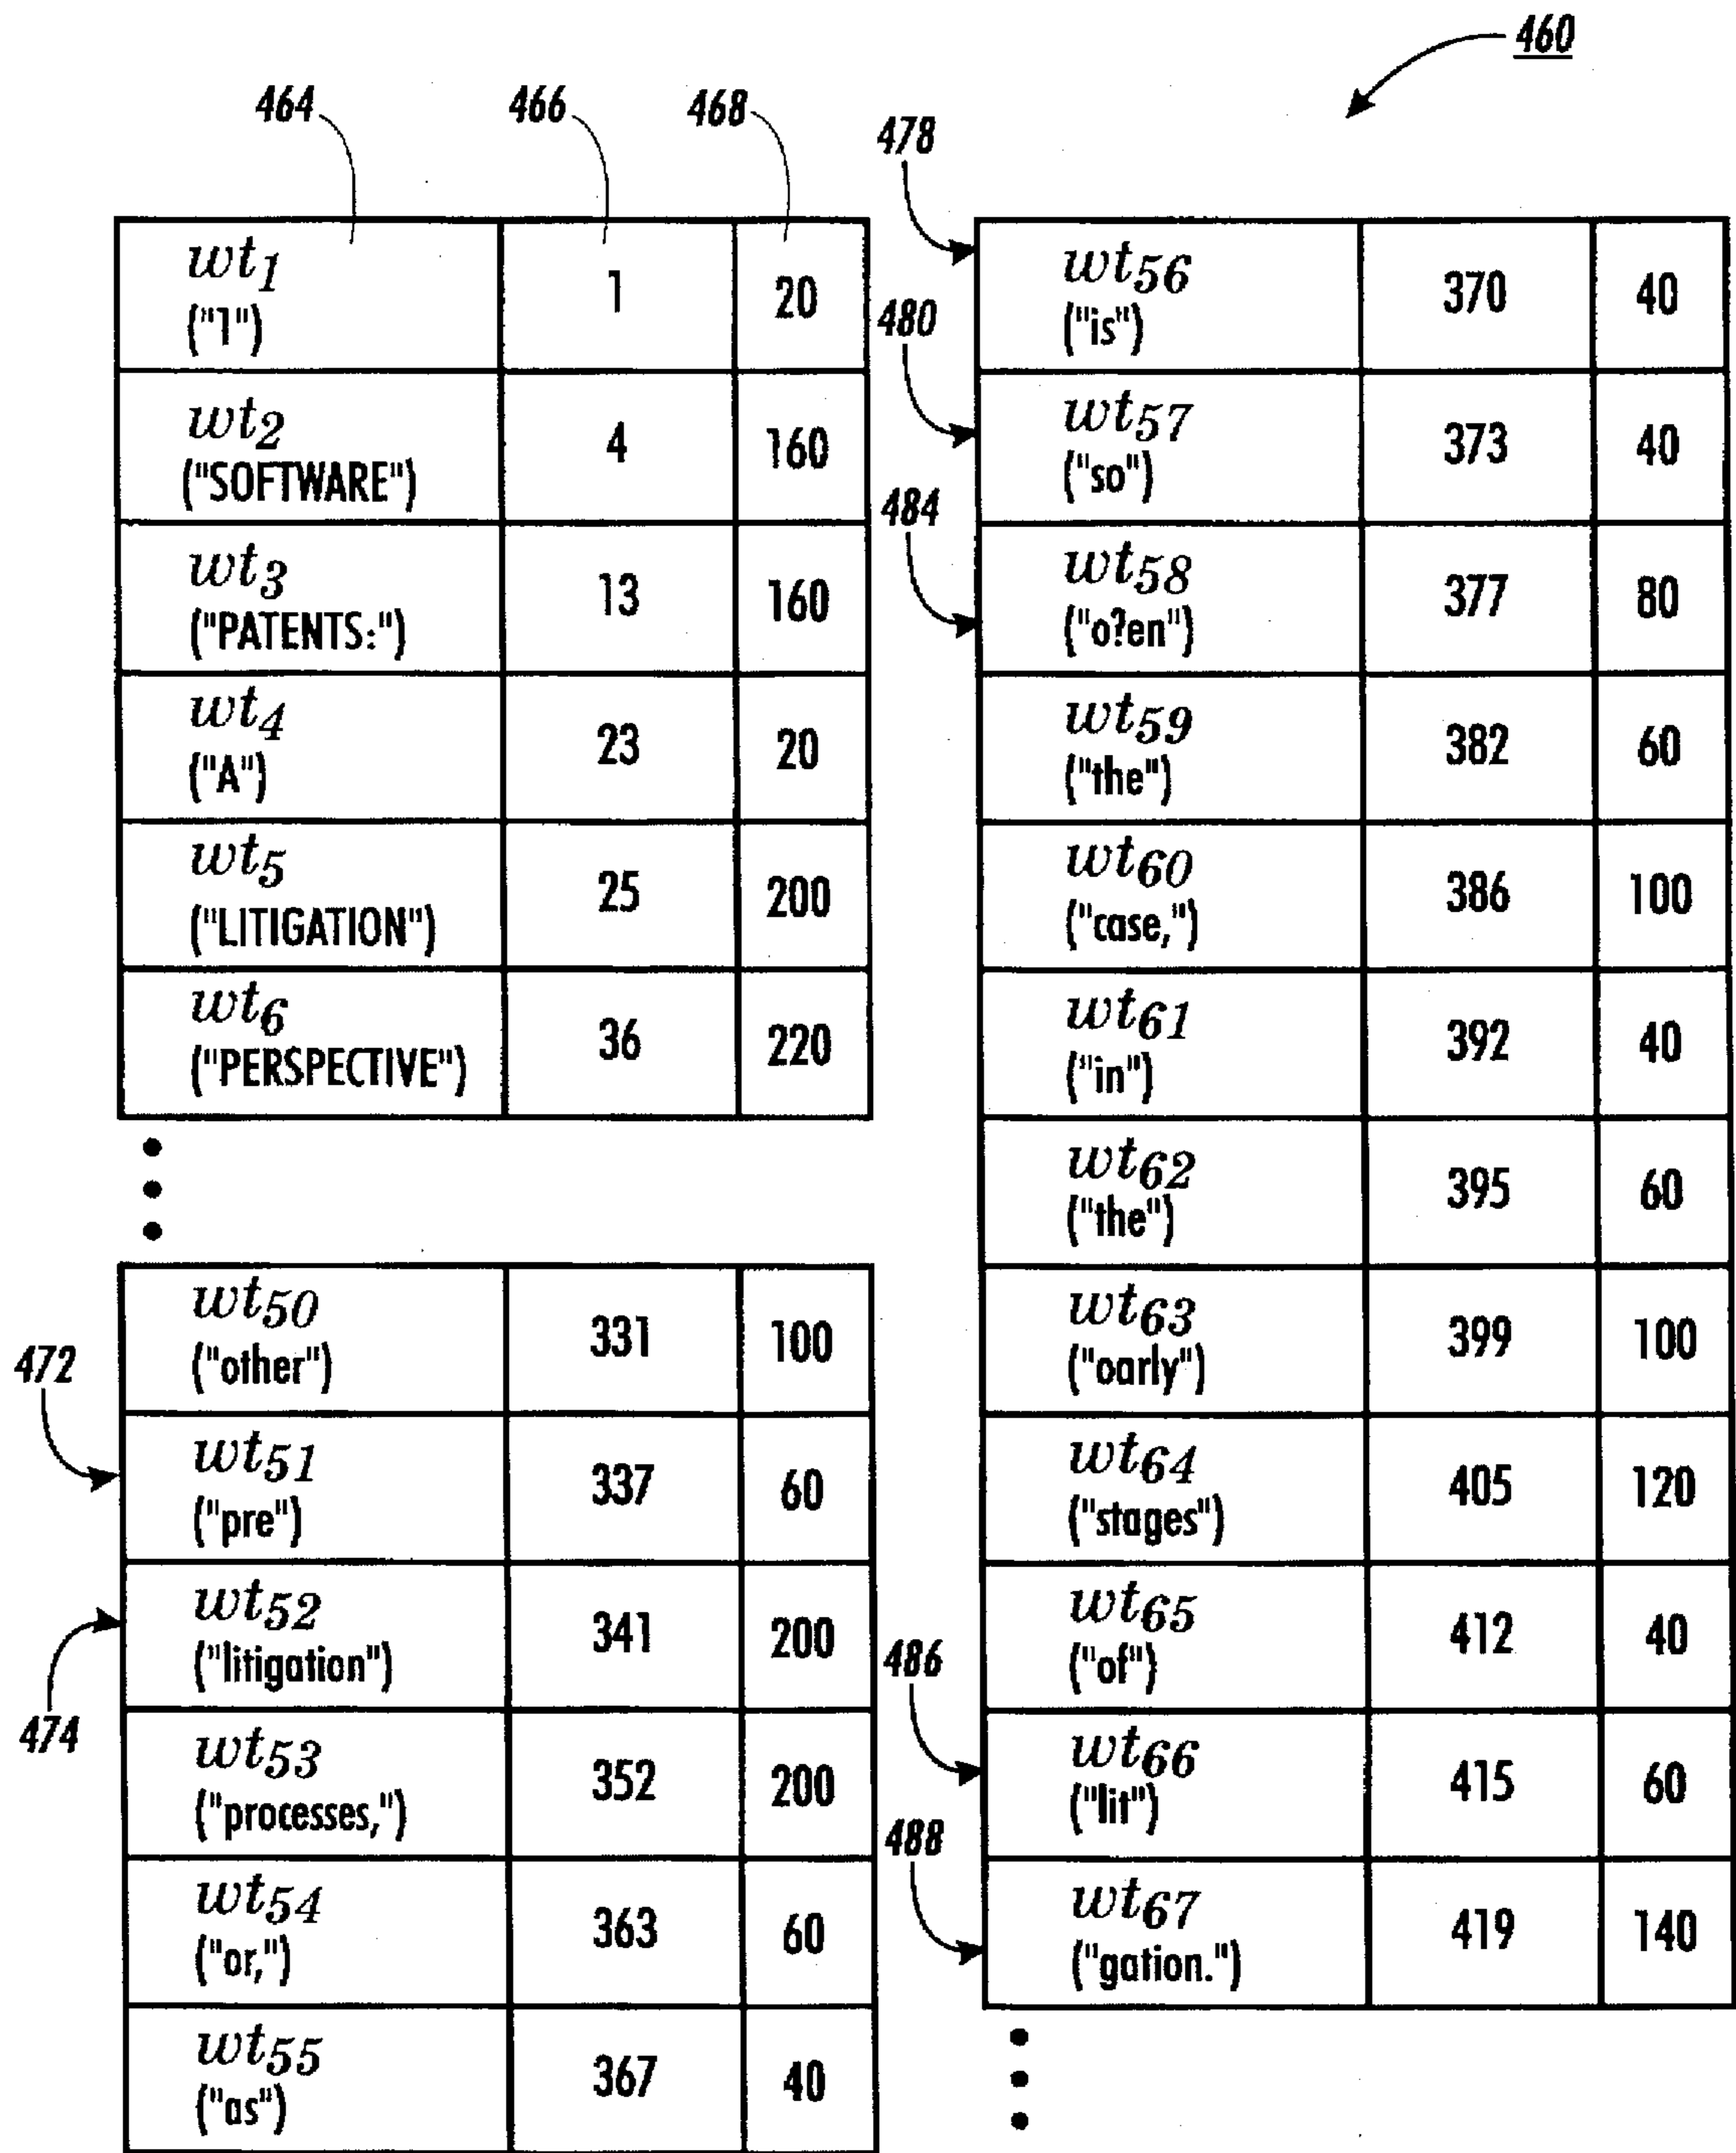 460
464 466 468
wt1 ("1") 1 20
wt2 ("SOFTWARE") 4 160
wt3 ("PATENTS:") 13 160
wt4 ("A") 23 20
wt5 ("LITIGATION") 25 200
wt6 ("PERSPECTIVE") 36 220
wt50 ("other") 331 100
472
wt51 ("pre") 337 60
474
wt52 ("litigation") 341 200
wt53 ("processes,") 352 200
wt54 ("or,") 363 60
wt55 ("as") 367 40
478
wt56 ("is") 370 40
480
wt57 ("so") 373 40
484
wt58 ("o?en") 377 80
wt59 ("the") 382 60
wt60 ("case,") 386 100
wt61 ("in") 392 40
wt62 ("the") 395 60
wt63 ("oarly") 399 100
wt64 ("stages") 405 120
wt65 ("of") 412 40
486
wt66 ("lit") 415 60
488
wt67 ("gation.") 419 140